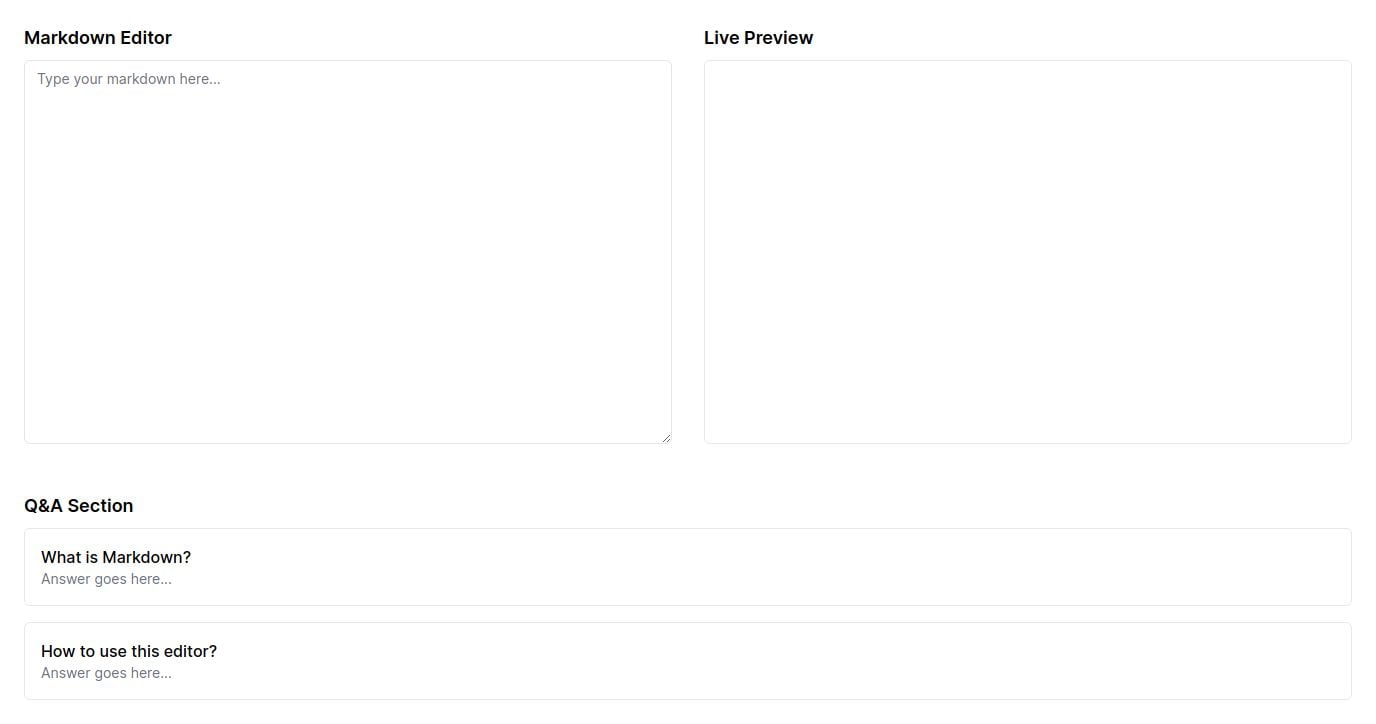 Markdown Editor
Type your markdown here...
Live Preview
Q&A Section
What is Markdown?
Answer goes here...
How to use this editor?
Answer goes here...